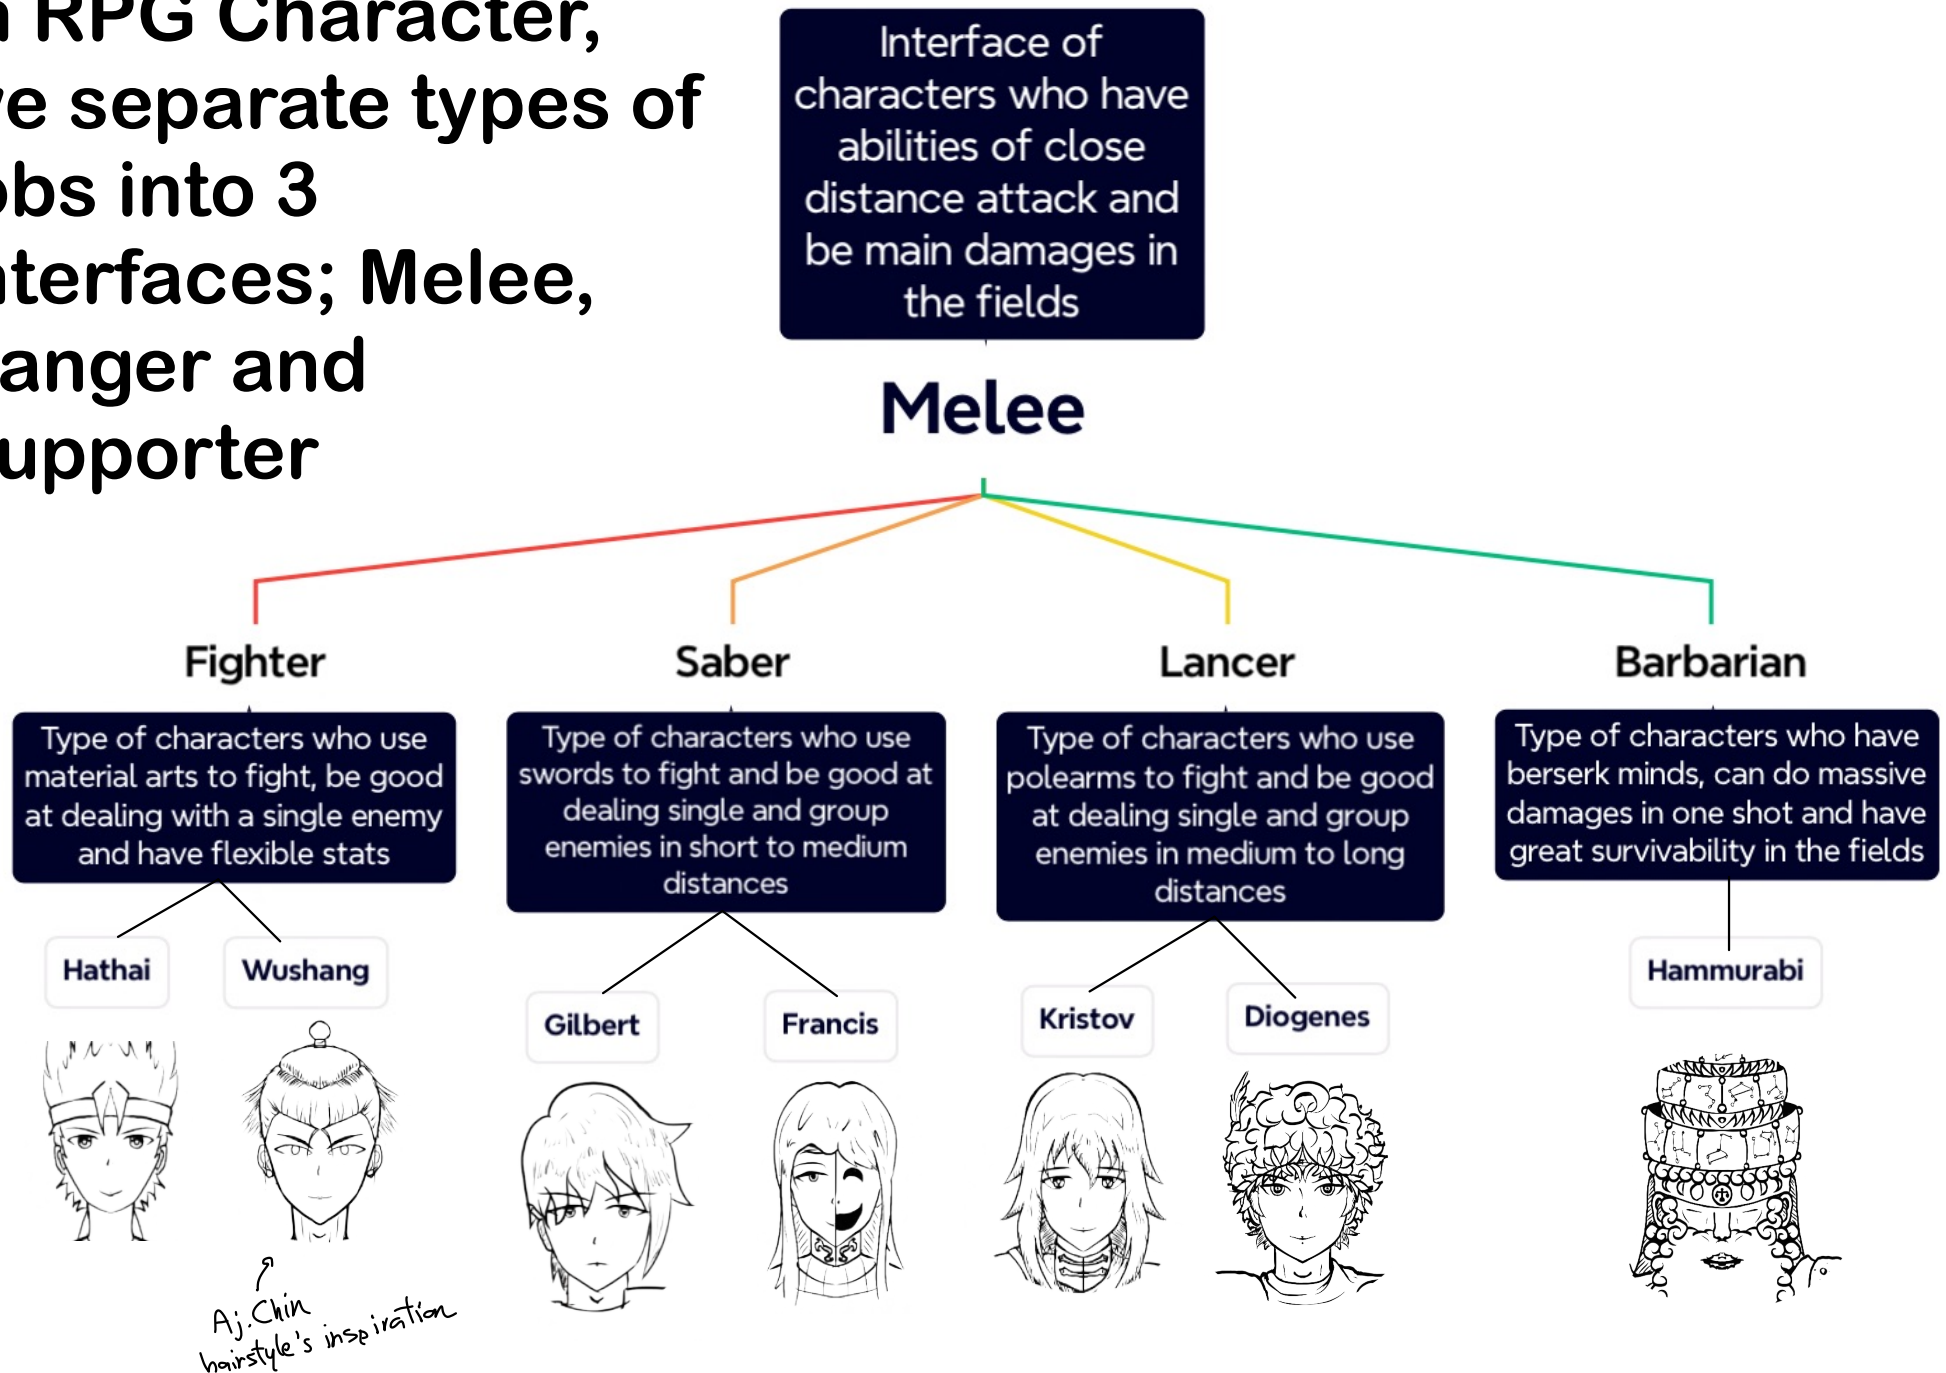 RPG Character,
ve separate types of
obs into 3
nterfaces; Melee,
anger and
upporter
Interface of
characters who have
abilities of close
distance attack and
be main damages in
the fields
Melee
Fighter
Type of characters who use
material arts to fight, be good
at dealing with a single enemy
and have flexible stats
Hathai
Wushang
Aj.Chin
hairstyle's inspiration
Saber
Type of characters who use
swords to fight and be good at
dealing single and group
enemies in short to medium
distances
Gilbert
Francis
Lancer
Type of characters who use
polearms to fight and be good
at dealing single and group
enemies in medium to long
distances
Kristov
Diogenes
Barbarian
Type of characters who have
berserk minds, can do massive
damages in one shot and have
great survivability in the fields
Hammurabi